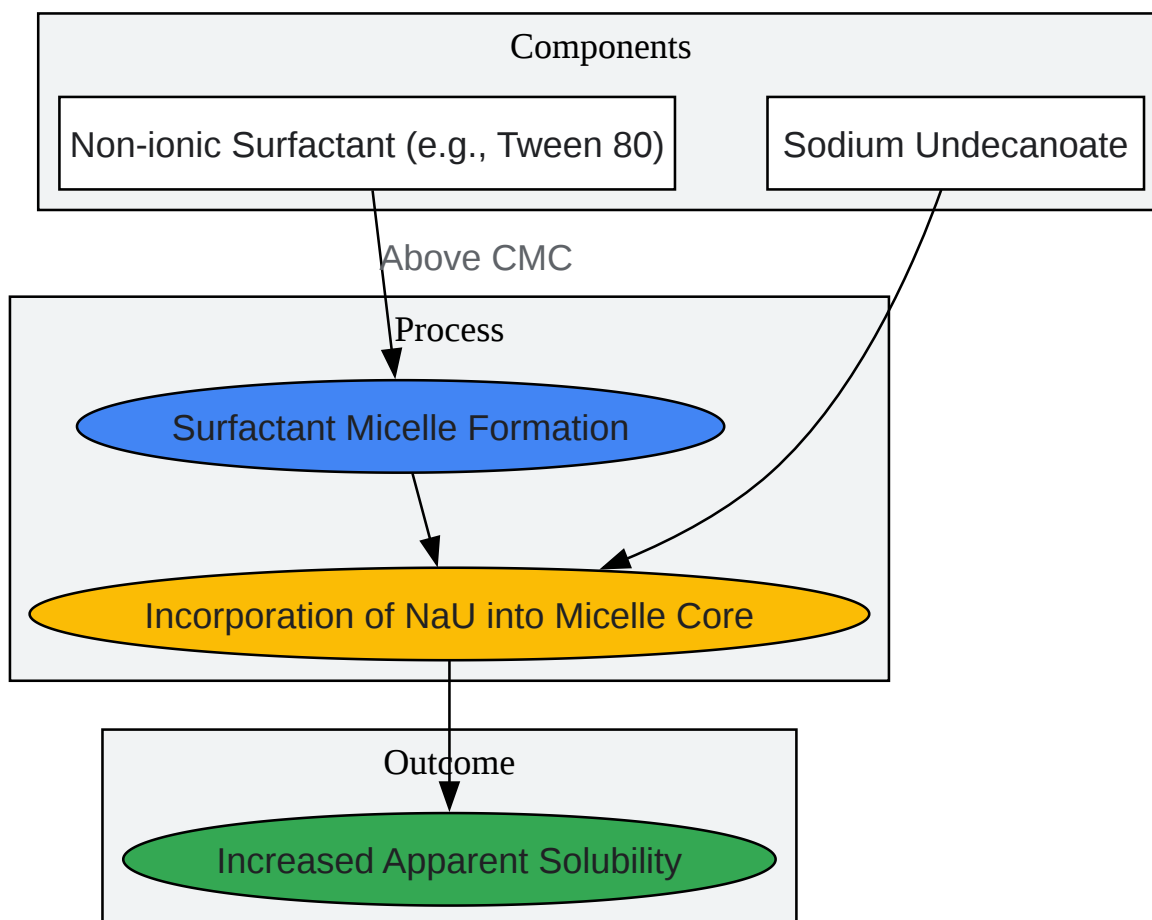 Components
Non-ionic Surfactant (e.g., Tween 80)
Sodium Undecanoate
Above CMC
Process
Surfactant Micelle Formation
Incorporation of NaU into Micelle Core
Outcome
Increased Apparent Solubility